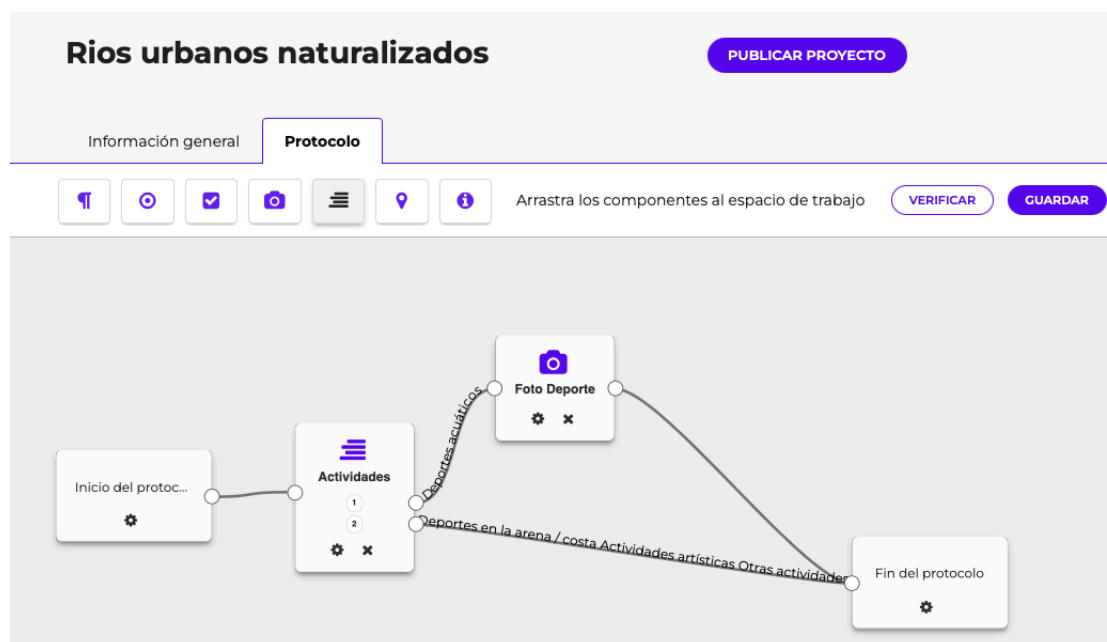 Rios urbanos naturalizados
PUBLICAR PROYECTO
Información general
Protocolo
Arrastra los componentes al espacio de trabajo
VERIFICAR
GUARDAR
Foto Deporte
Deportes acuáticos
Actividades
1
2
Inicio del protoc...
Deportes en la arena / costa Actividades artísticas Otras actividades
Fin del protocolo